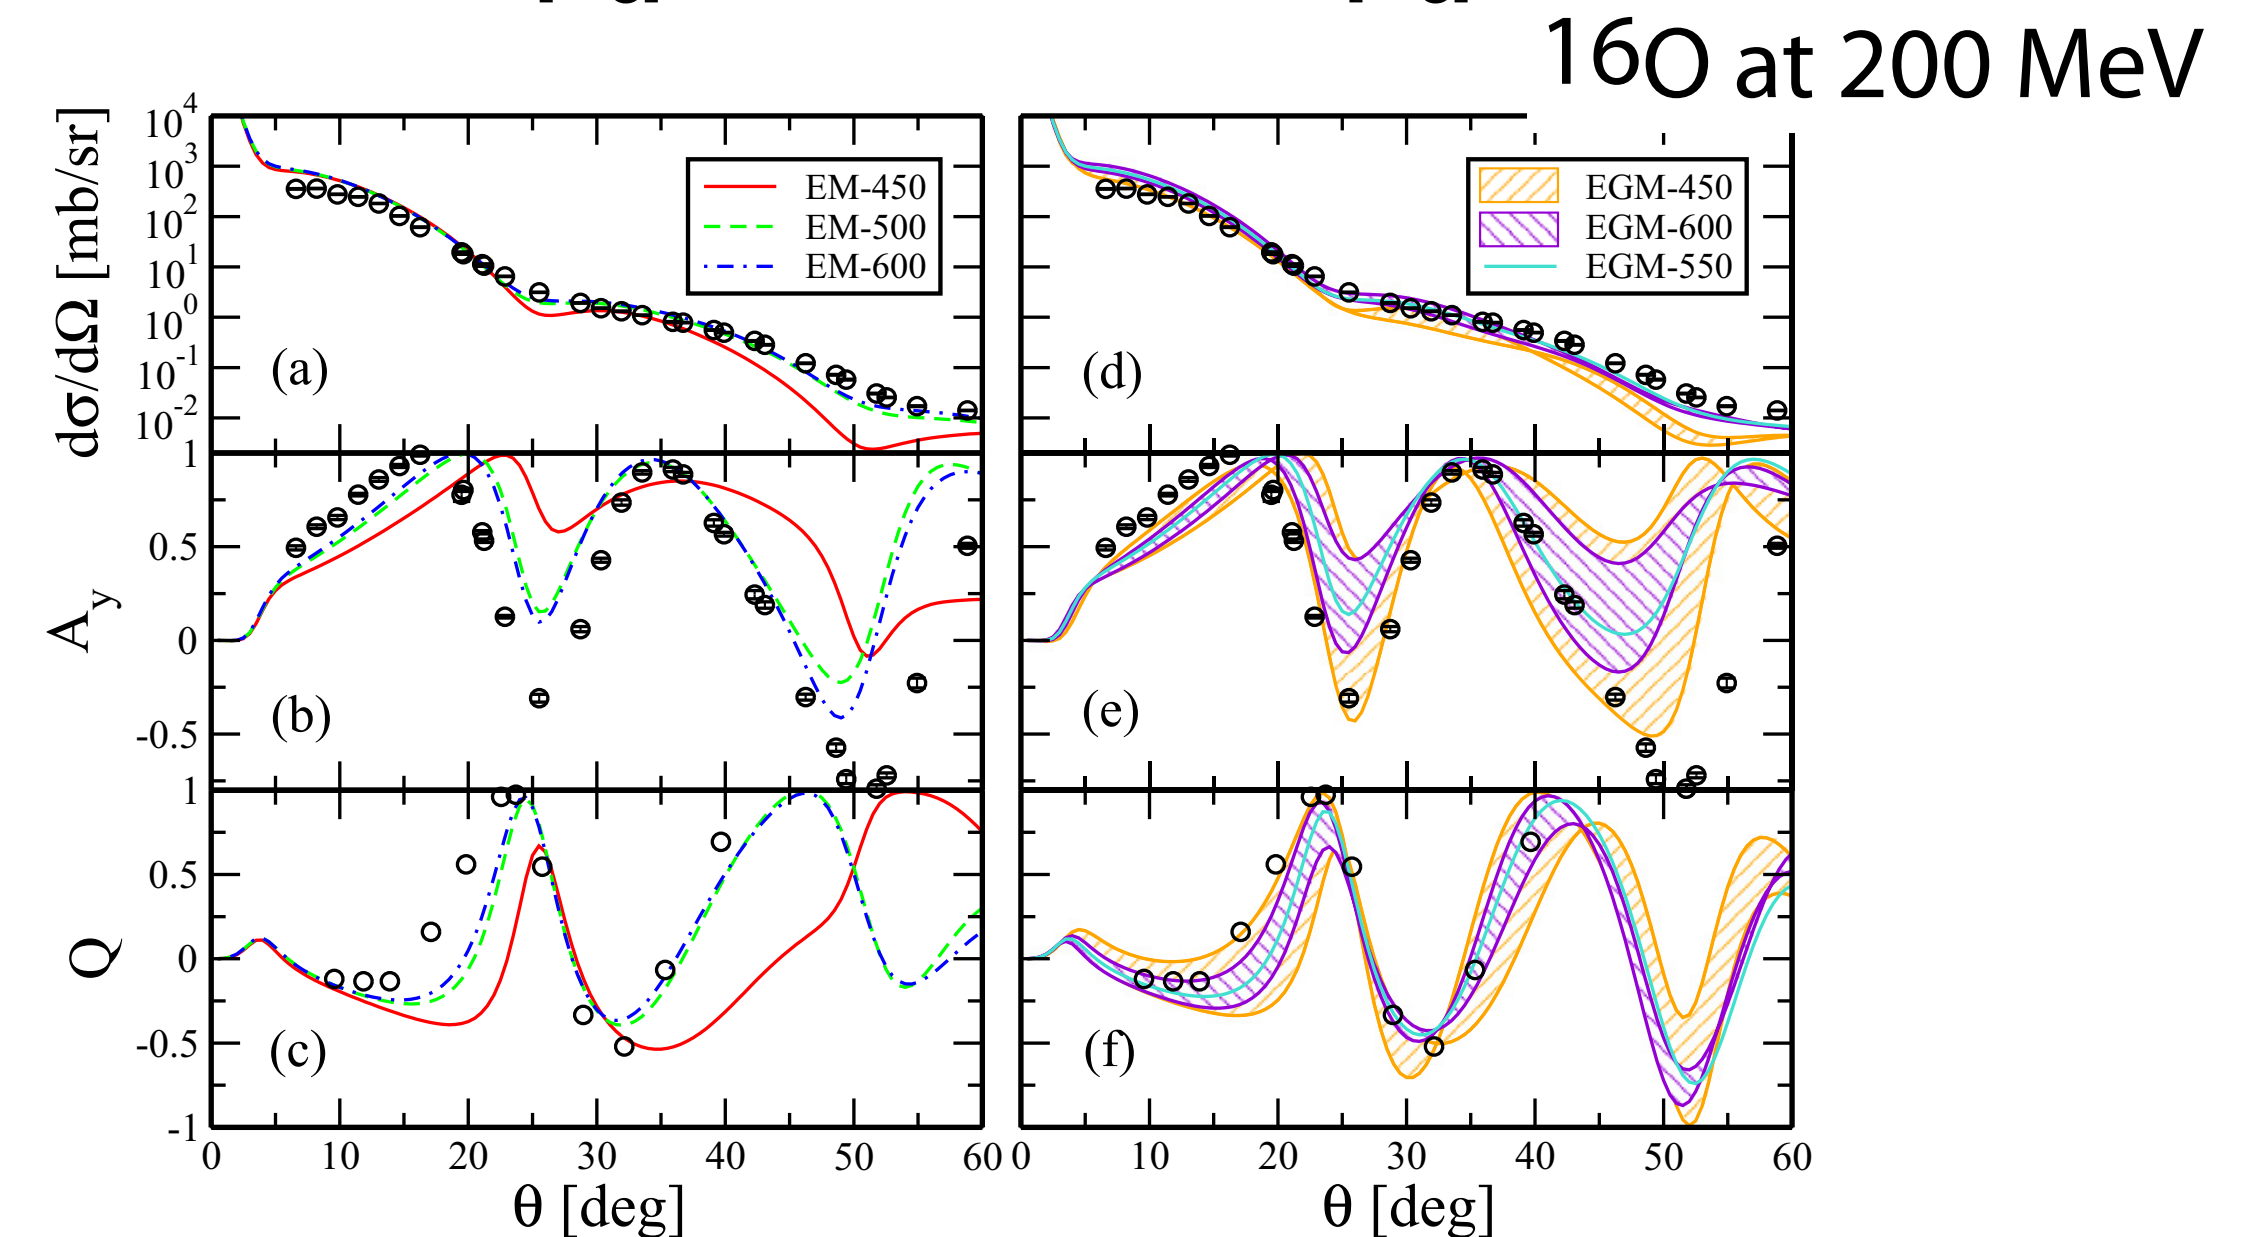 16O at 200 MeV
dσ/dΩ [mb/sr]
10^4
10^3
10^2
10^1
10^0
10^-1
10^-2
EM-450
EM-500
EM-600
(a)
EGM-450
EGM-600
EGM-550
(d)
A_y
1
0.5
0
-0.5
(b)
(e)
Q
1
0.5
0
-0.5
-1
(c)
(f)
0 10 20 30 40 50 60 0 10 20 30 40 50 60
θ [deg] θ [deg]